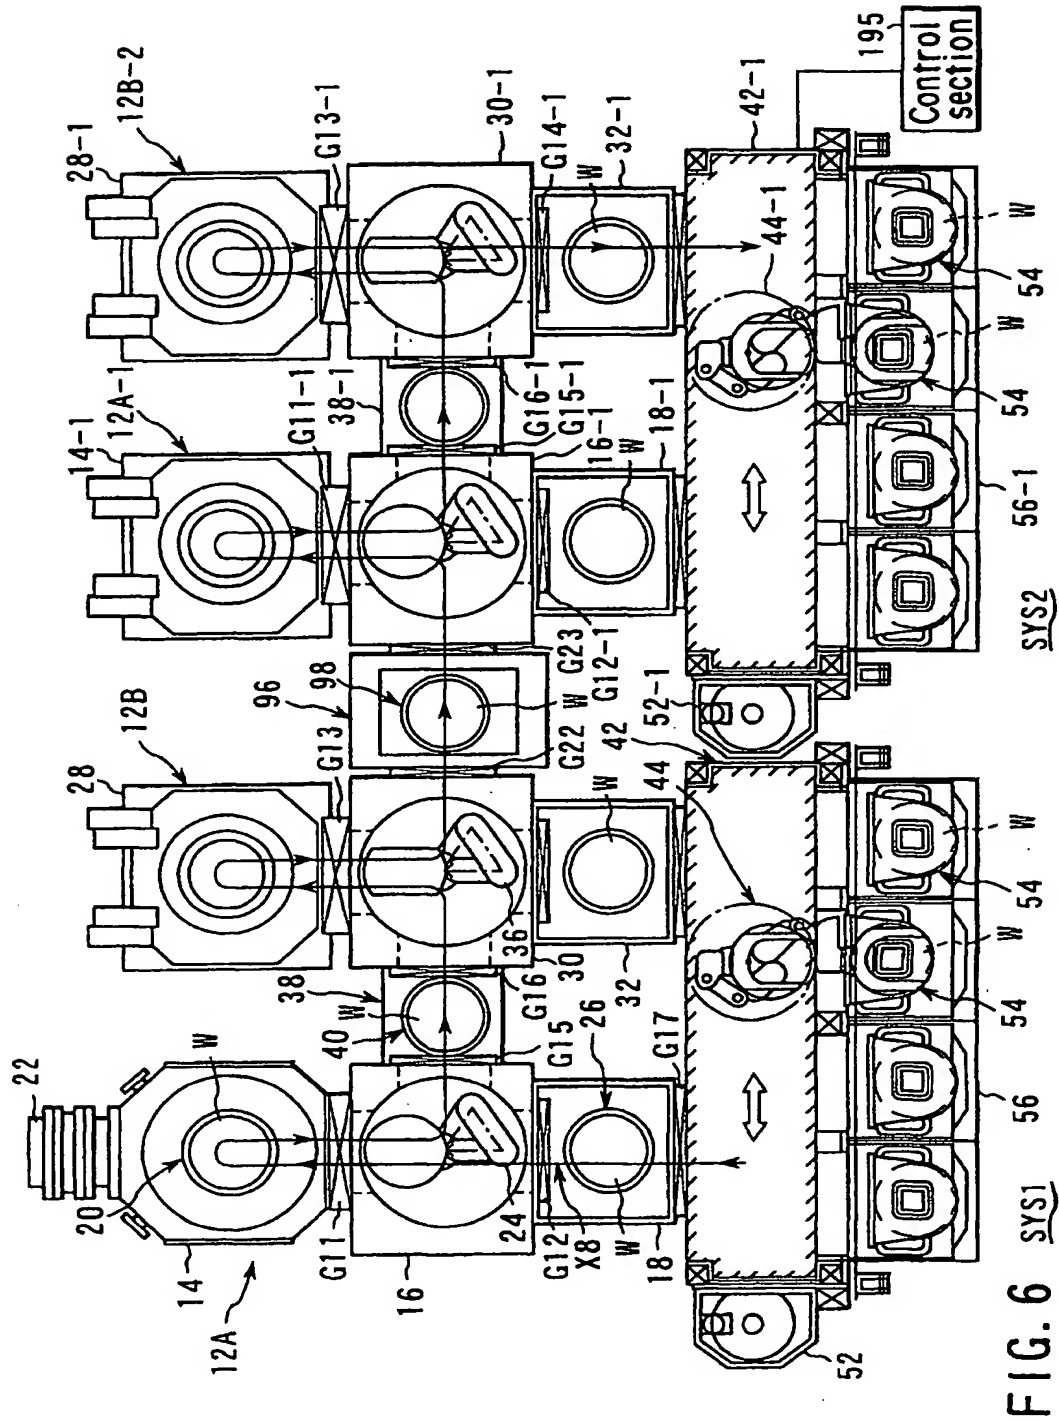 28-1
12B-2
G13-1
30-1
G14-1
W
32-1
42-1
44-1
195
Control
section
W
54
W
54
14-1
12A-1
G11-1
38-1
G16-1
G15-1
16-1
W
18-1
56-1
SYS2
96
98
W
G23
G12-1
52-1
28
12B
G13
G22
W
42
44
W
54
W
54
36
30
32
38
W
40
G16
G15
26
G17
22
W
20
14
12A
G11
16
24
G12
X8
W
18
52
56
SYS1
FIG. 6